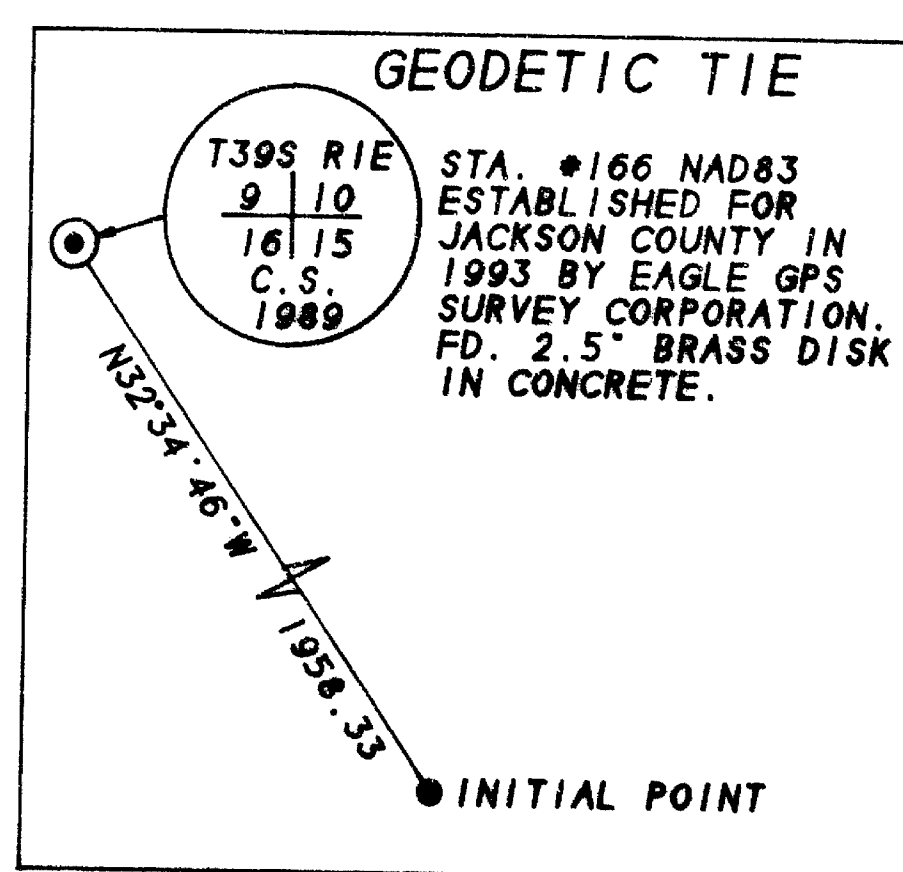 GEODETIC TIE
T39S R1E
9 10
16 15
C.S.
1989
STA. #166 NAD83
ESTABLISHED FOR
JACKSON COUNTY IN
1993 BY EAGLE GPS
SURVEY CORPORATION.
FD. 2.5" BRASS DISK
IN CONCRETE.
N32°34'46"W 1958.33
INITIAL POINT